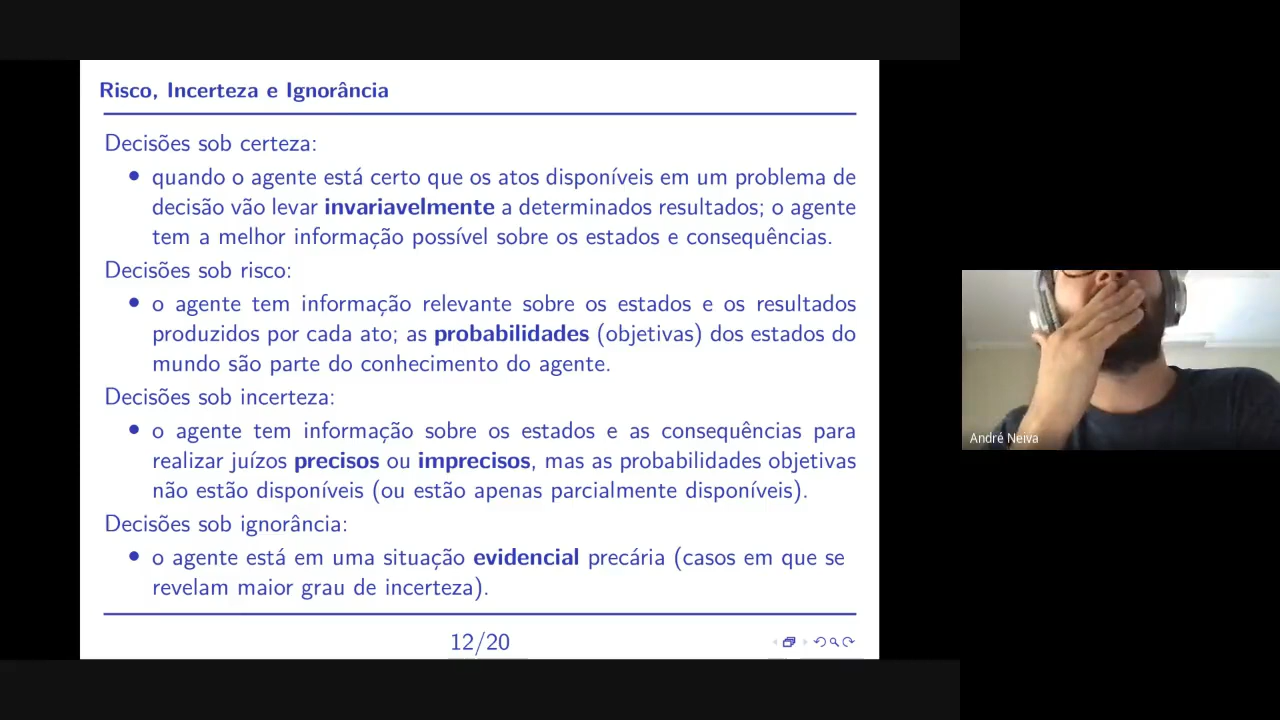 Risco, Incerteza e Ignorância
Decisões sob certeza:
• quando o agente está certo que os atos disponíveis em um problema de
decisão vão levar invariavelmente a determinados resultados; o agente
tem a melhor informação possível sobre os estados e consequências.
Decisões sob risco:
• o agente tem informação relevante sobre os estados e os resultados
produzidos por cada ato; as probabilidades (objetivas) dos estados do
mundo são parte do conhecimento do agente.
Decisões sob incerteza:
• o agente tem informação sobre os estados e as consequências para
realizar juízos precisos ou imprecisos, mas as probabilidades objetivas
não estão disponíveis (ou estão apenas parcialmente disponíveis).
Decisões sob ignorância:
• o agente está em uma situação evidencial precária (casos em que se
revelam maior grau de incerteza).
12/20
André Neiva